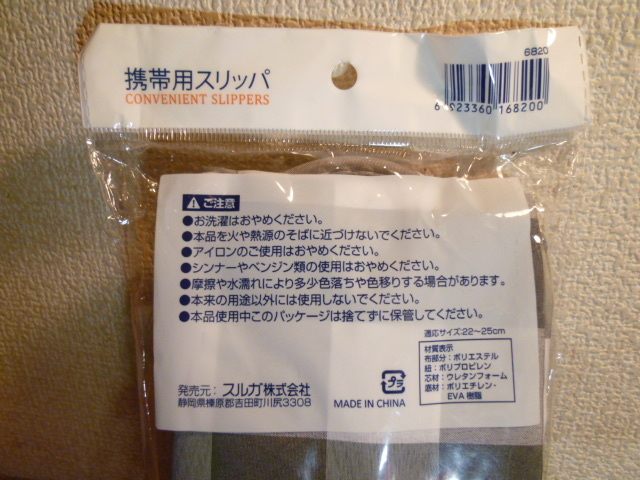 携帯用スリッパ
CONVENIENT SLIPPERS
6820
168200
ご注意
●お洗濯はおやめください。
●本品を火や熱源のそばに近づけないでください。
●アイロンのご使用はおやめください。
●シンナーやベンジン類の使用はおやめください。
●摩擦や水濡れにより多少色落ちや色移りする場合があります。
●本来の用途以外には使用しないでください。
●本品使用中このパッケージは捨てずに保管してください。
適応サイズ:22~25cm
材質表示
布部分:ポリエステル
紐:ポリプロピレン
芯材:ウレタンフォーム
底材:ポリエチレン・
EVA樹脂
プラ
発売元:スルガ株式会社
静岡県榛原郡吉田町川尻3308
MADE IN CHINA